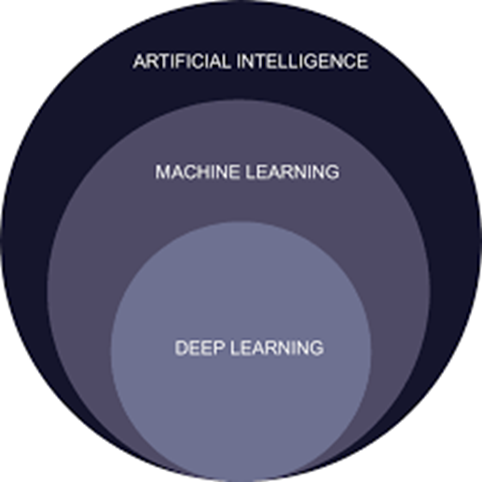 ARTIFICIAL INTELLIGENCE
MACHINE LEARNING
DEEP LEARNING